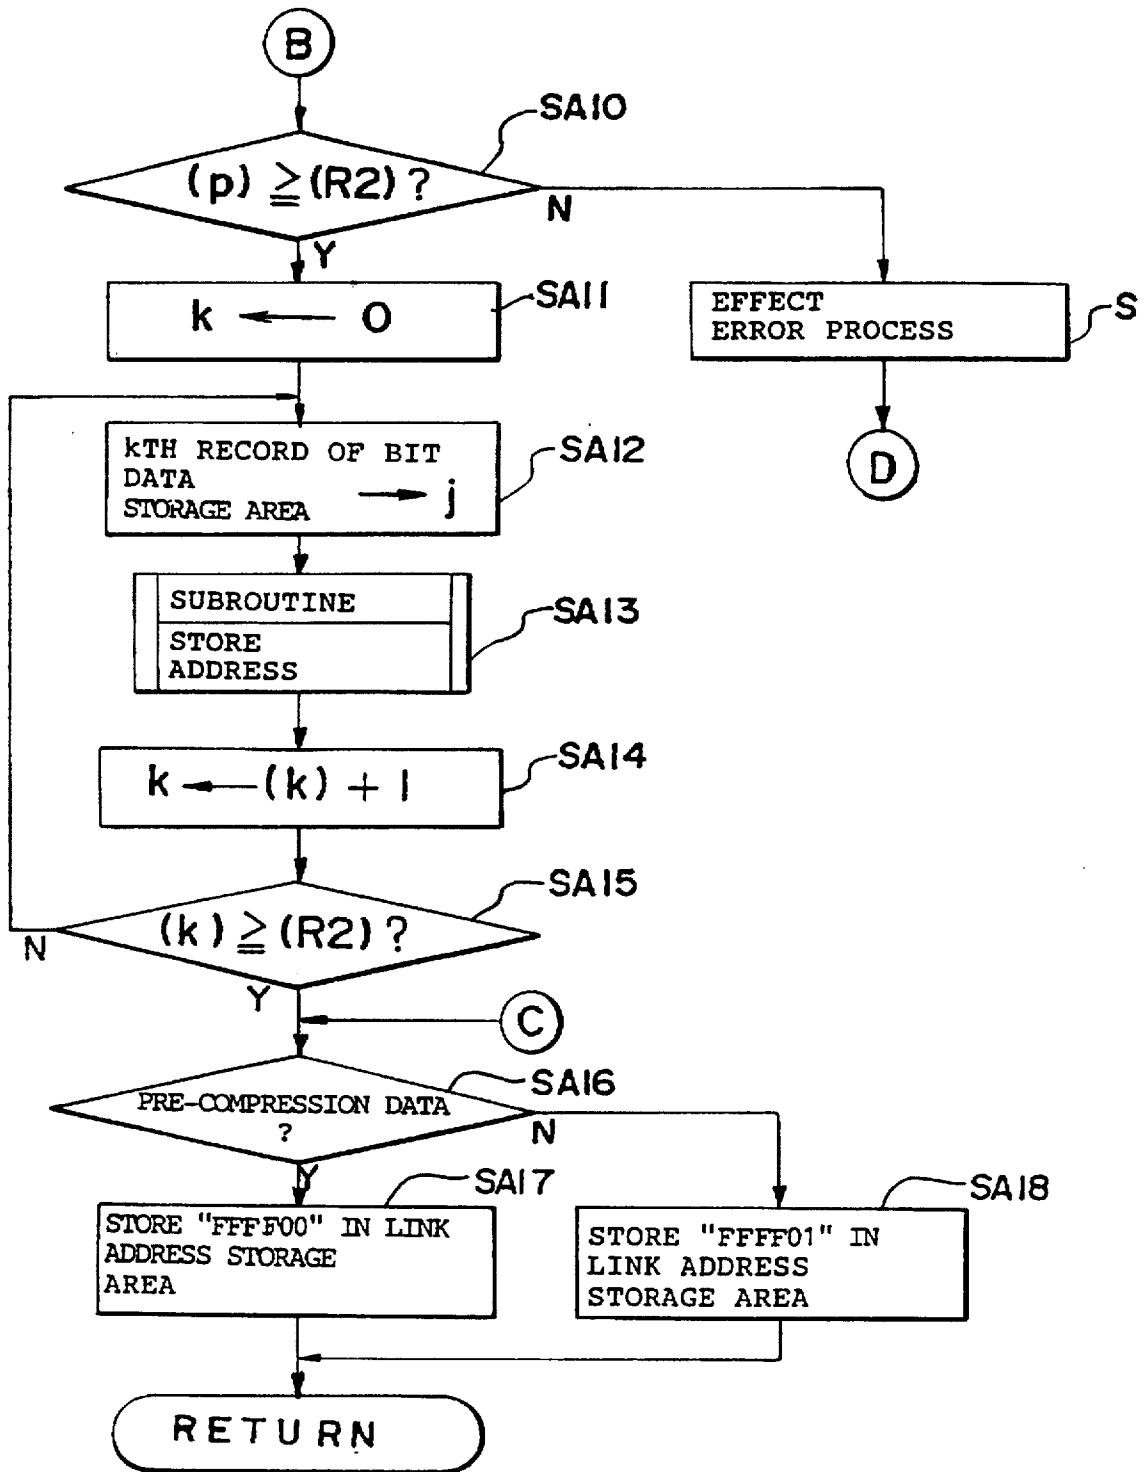 B
SA10
(p) ≧ (R2) ?
N
Y
SA11
k ← 0
EFFECT
ERROR PROCESS
S
D
kTH RECORD OF BIT
DATA
STORAGE AREA → j
SA12
SUBROUTINE
STORE
ADDRESS
SA13
k ← (k) + 1
SA14
SA15
(k) ≧ (R2) ?
N
Y
C
SA16
PRE-COMPRESSION DATA
?
N
Y
SA17
STORE "FFFF00" IN LINK
ADDRESS STORAGE
AREA
SA18
STORE "FFFF01" IN
LINK ADDRESS
STORAGE AREA
RETURN